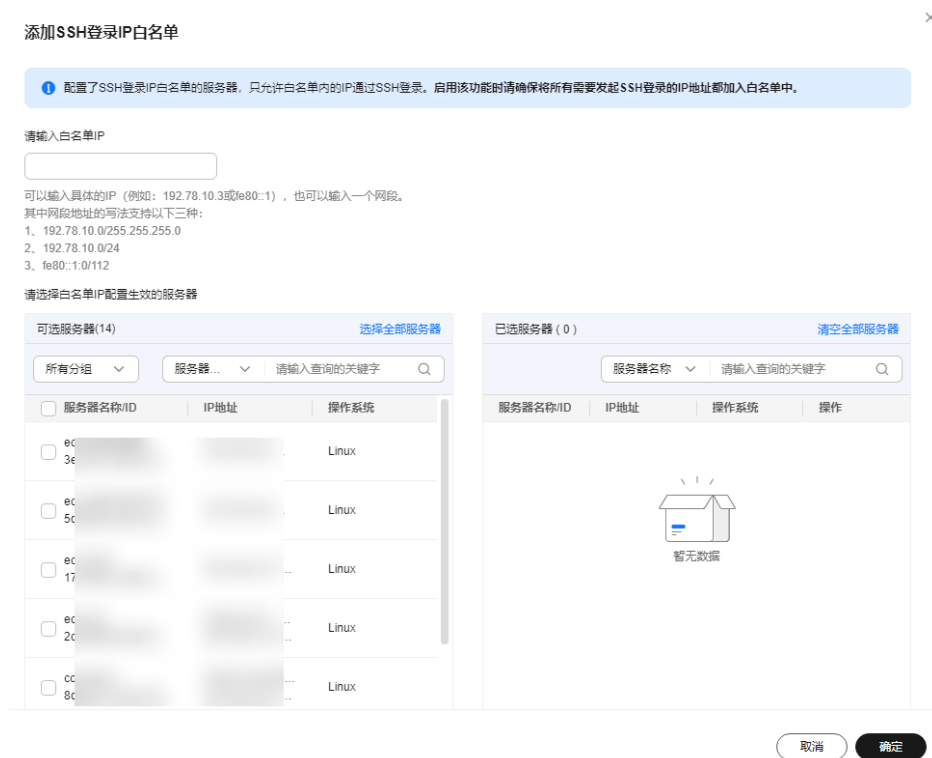 添加SSH登录IP白名单
配置了SSH登录IP白名单的服务器，只允许白名单内的IP通过SSH登录。启用该功能时请确保将所有需要发起SSH登录的IP地址都加入白名单中。
请输入白名单IP
可以输入具体的IP（例如：192.78.10.3或fe80::1），也可以输入一个网段。
其中网段地址的写法支持以下三种：
1、192.78.10.0/255.255.255.0
2、192.78.10.0/24
3、fe80::1:0/112
请选择白名单IP配置生效的服务器
可选服务器(14) 选择全部服务器
所有分组 服务器... 请输入查询的关键字
服务器名称/ID IP地址 操作系统
Linux
Linux
Linux
Linux
Linux
已选服务器（0） 清空全部服务器
服务器名称 请输入查询的关键字
服务器名称/ID IP地址 操作系统 操作
暂无数据
取消 确定